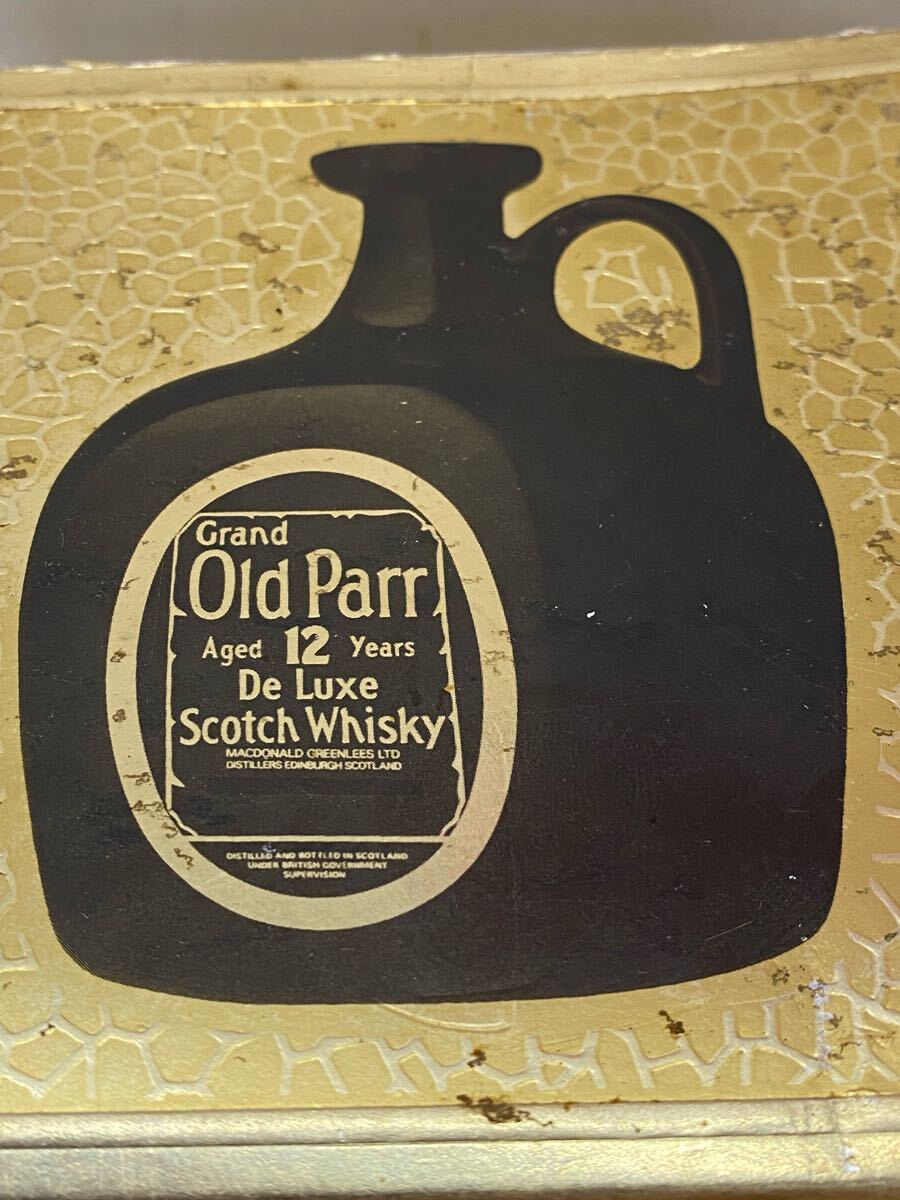 Grand
Old Parr
Aged 12 Years
De Luxe
Scotch Whisky
MACDONALD GREENLEES LTD
DISTILLERS EDINBURGH SCOTLAND
DISTILLED AND BOTTLED IN SCOTLAND
UNDER BRITISH GOVERNMENT
SUPERVISION